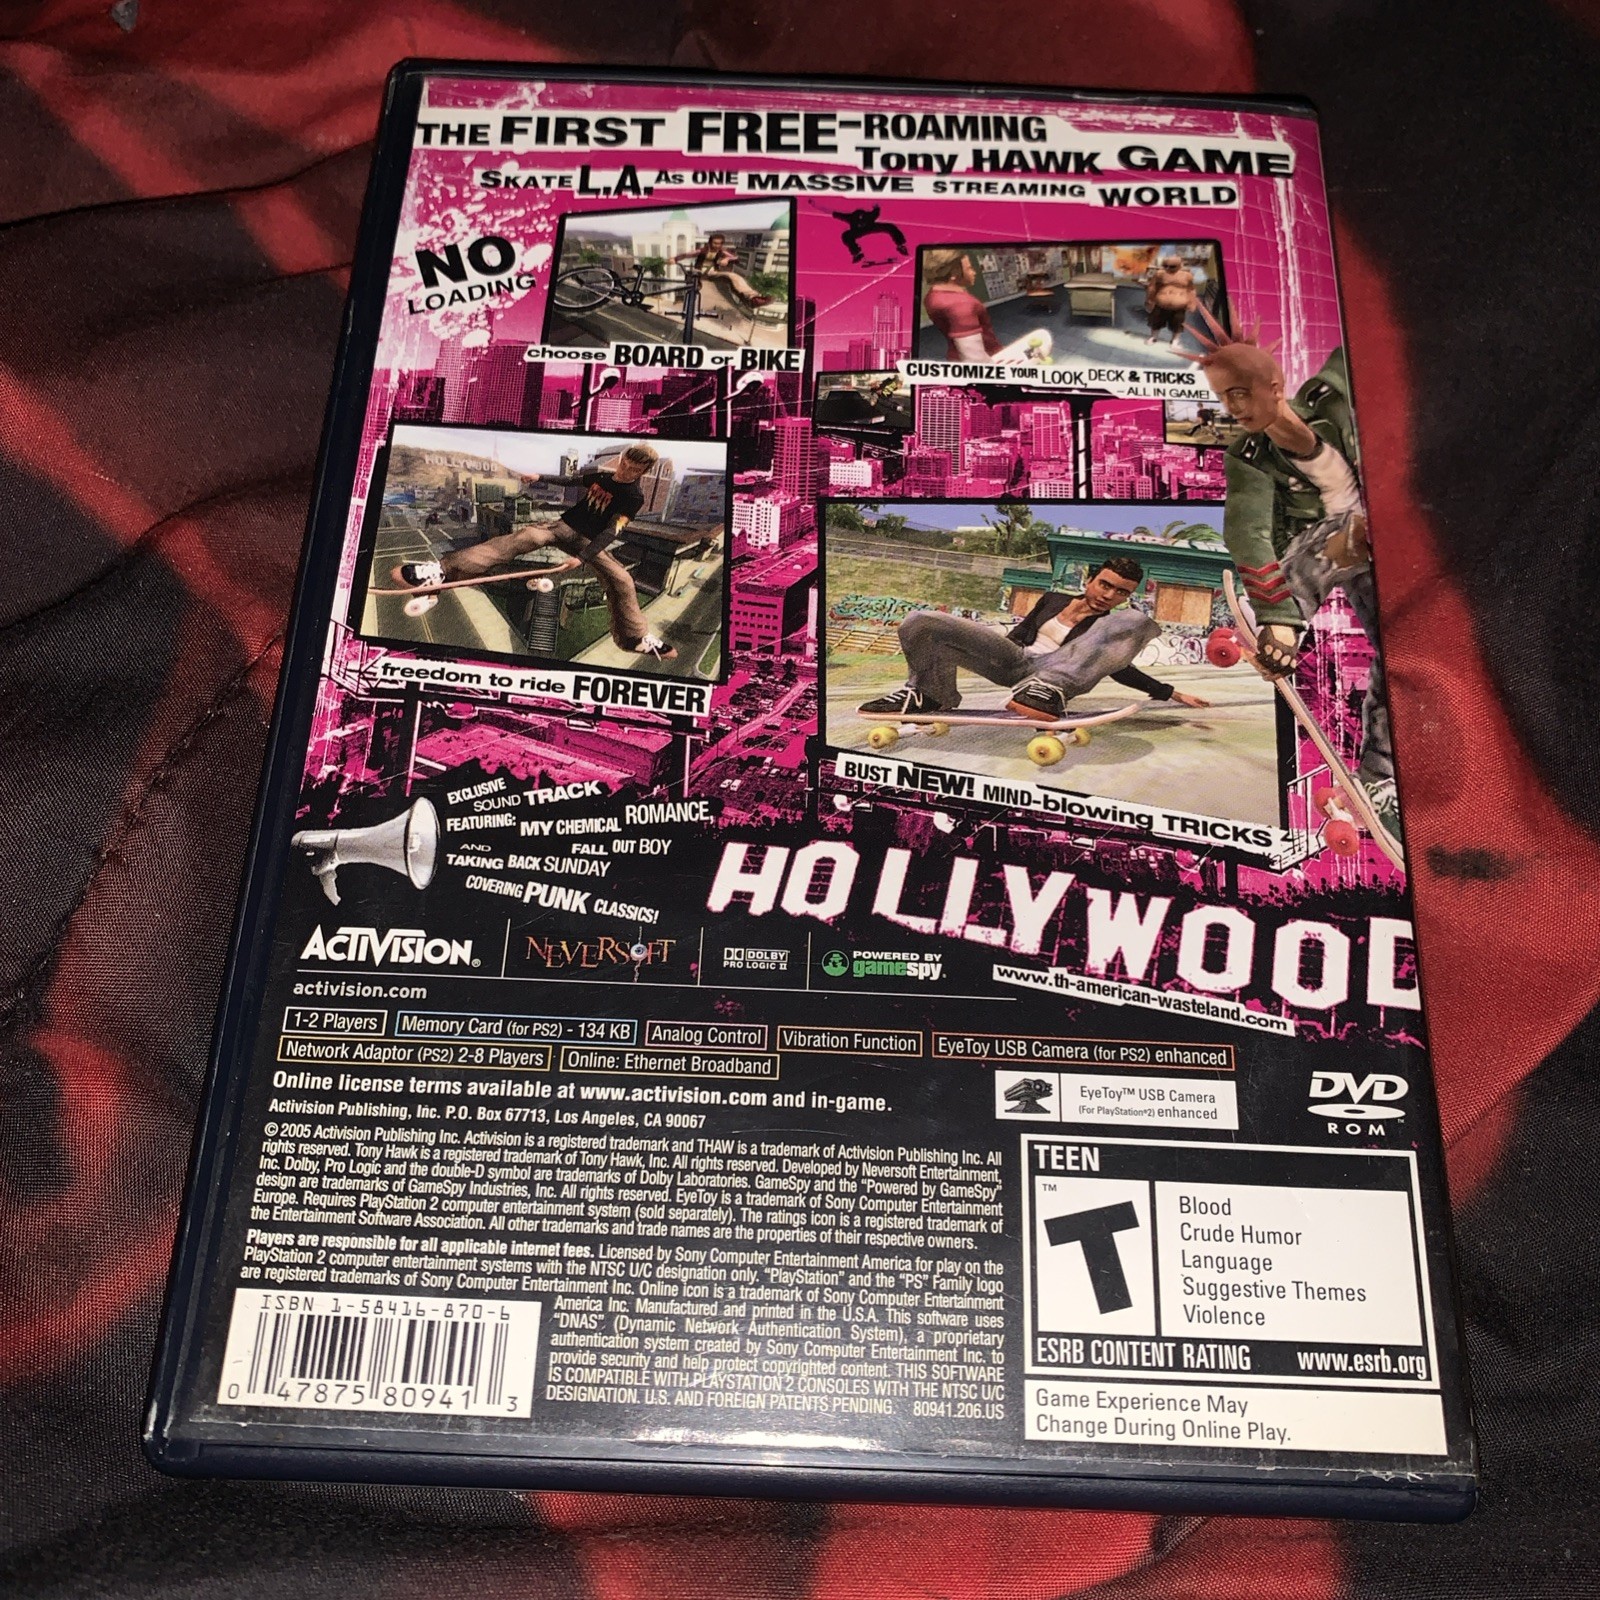 THE FIRST FREE-ROAMING
Tony HAWK GAME
SKATE L.A. AS ONE MASSIVE STREAMING WORLD
NO
LOADING
choose BOARD or BIKE
CUSTOMIZE YOUR LOOK, DECK & TRICKS
- ALL IN GAME!
HOLLYWOOD
freedom to ride FOREVER
BUST NEW! MIND-blowing TRICKS
EXCLUSIVE
SOUND TRACK
FEATURING: MY CHEMICAL ROMANCE,
AND FALL OUT BOY
TAKING BACK SUNDAY
COVERING PUNK CLASSICS!
HOLLYWOOD
www.th-american-wasteland.com
ACTIVISION®
NEVERSOFT
DOLBY
PRO LOGIC II
POWERED BY
gamespy.
activision.com
1-2 Players
Memory Card (for PS2) - 134 KB
Analog Control
Vibration Function
EyeToy USB Camera (for PS2) enhanced
Network Adaptor (PS2) 2-8 Players
Online: Ethernet Broadband
Online license terms available at www.activision.com and in-game.
Activision Publishing, Inc. P.O. Box 67713, Los Angeles, CA 90067
EyeToy™ USB Camera
(For PlayStation®2) enhanced
DVD
ROM
© 2005 Activision Publishing Inc. Activision is a registered trademark and THAW is a trademark of Activision Publishing Inc. All
rights reserved. Tony Hawk is a registered trademark of Tony Hawk, Inc. All rights reserved. Developed by Neversoft Entertainment,
Inc. Dolby, Pro Logic and the double-D symbol are trademarks of Dolby Laboratories. GameSpy and the "Powered by GameSpy"
design are trademarks of GameSpy Industries, Inc. All rights reserved. EyeToy is a trademark of Sony Computer Entertainment
Europe. Requires PlayStation 2 computer entertainment system (sold separately). The ratings icon is a registered trademark of
the Entertainment Software Association. All other trademarks and trade names are the properties of their respective owners.
Players are responsible for all applicable internet fees. Licensed by Sony Computer Entertainment America for play on the
PlayStation 2 computer entertainment systems with the NTSC U/C designation only. "PlayStation" and the "PS" Family logo
are registered trademarks of Sony Computer Entertainment Inc. Online icon is a trademark of Sony Computer Entertainment
America Inc. Manufactured and printed in the U.S.A. This software uses
"DNAS" (Dynamic Network Authentication System), a proprietary
authentication system created by Sony Computer Entertainment Inc. to
provide security and help protect copyrighted content. THIS SOFTWARE
IS COMPATIBLE WITH PLAYSTATION 2 CONSOLES WITH THE NTSC U/C
DESIGNATION. U.S. AND FOREIGN PATENTS PENDING. 80941.206.US
ISBN 1-58416-870-6
0 47875 80941 3
TEEN
T
™
Blood
Crude Humor
Language
Suggestive Themes
Violence
ESRB CONTENT RATING www.esrb.org
Game Experience May
Change During Online Play.